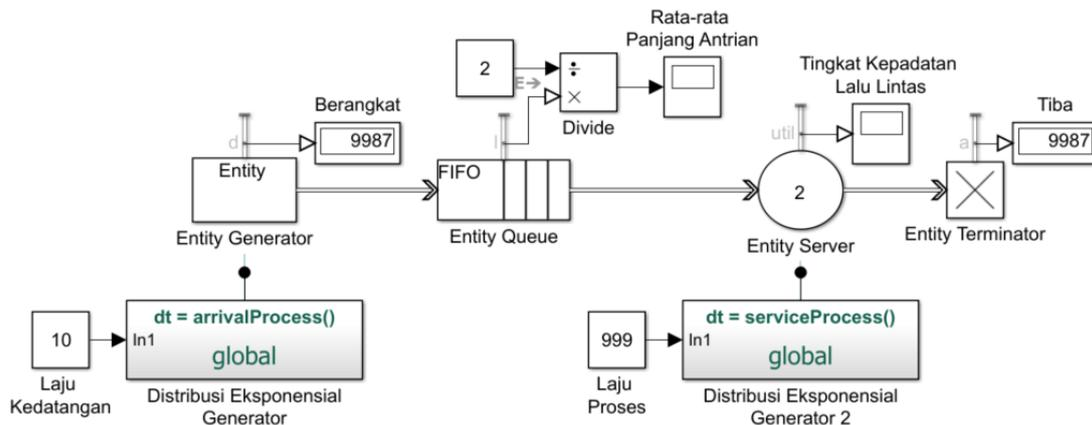 Rata-rata
Panjang Antrian
2
E
÷
×
Divide
Tingkat Kepadatan
Lalu Lintas
Berangkat
9987
d
Entity
Entity Generator
FIFO
l
Entity Queue
util
2
Entity Server
Tiba
9987
a
Entity Terminator
10
Laju
Kedatangan
In1
dt = arrivalProcess()
global
Distribusi Eksponensial
Generator
999
Laju
Proses
In1
dt = serviceProcess()
global
Distribusi Eksponensial
Generator 2